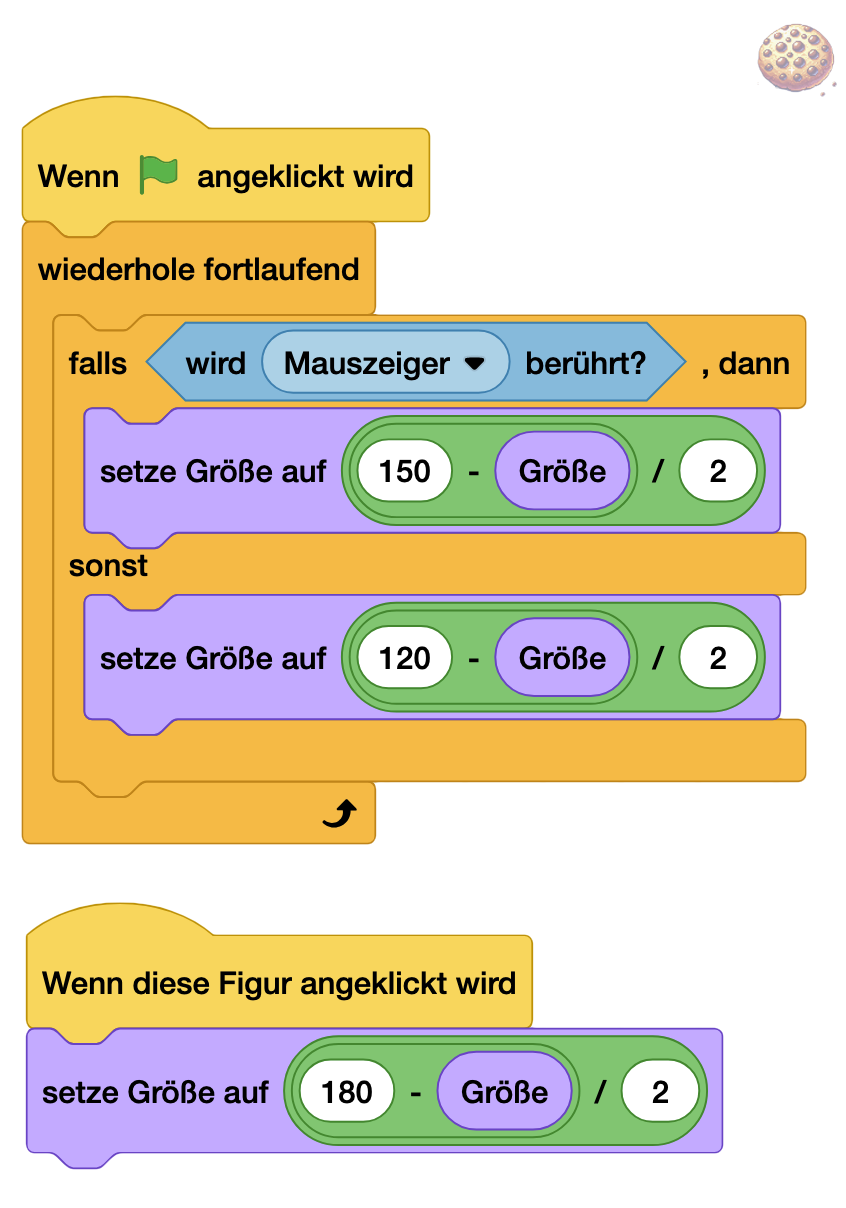 Wenn angeklickt wird
wiederhole fortlaufend
falls wird Mauszeiger berührt? , dann
setze Größe auf 150 - Größe / 2
sonst
setze Größe auf 120 - Größe / 2
Wenn diese Figur angeklickt wird
setze Größe auf 180 - Größe / 2